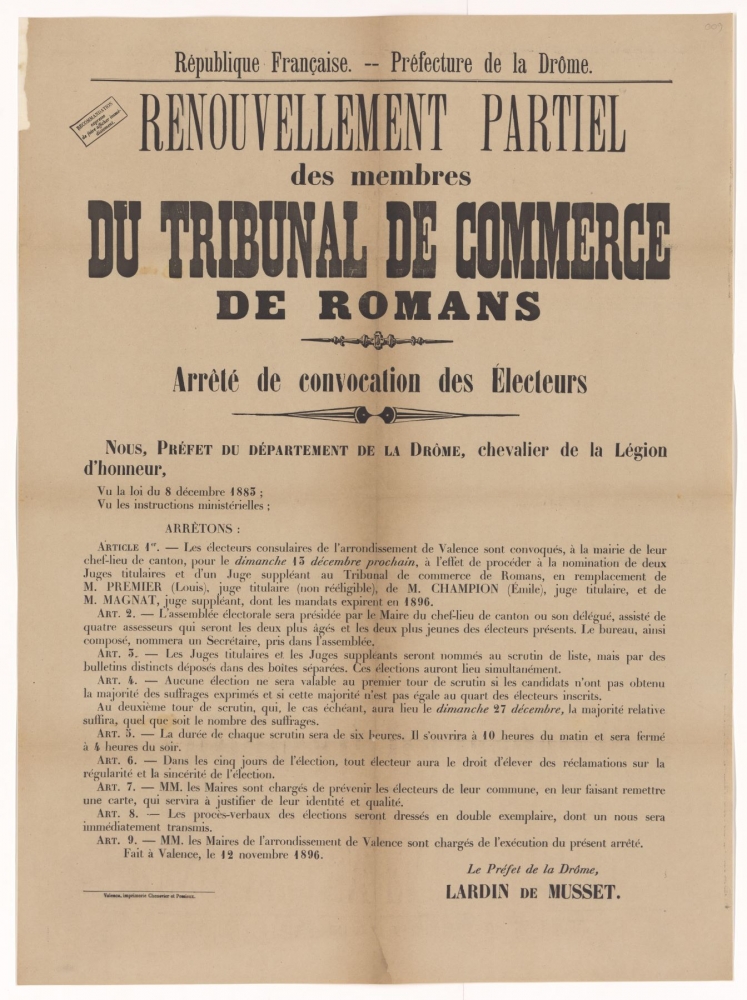 009
République Française. -- Préfecture de la Drôme.
RECOMMANDATION
expresse
de faire afficher immé-
diatement.
RENOUVELLEMENT PARTIEL
des membres
DU TRIBUNAL DE COMMERCE
DE ROMANS
Arrêté de convocation des Électeurs
Nous, Préfet du département de la Drôme, chevalier de la Légion
d'honneur,
Vu la loi du 8 décembre 1883 ;
Vu les instructions ministérielles ;
ARRÊTONS :
Article 1er. — Les électeurs consulaires de l'arrondissement de Valence sont convoqués, à la mairie de leur
chef-lieu de canton, pour le dimanche 13 décembre prochain, à l'effet de procéder à la nomination de deux
Juges titulaires et d'un Juge suppléant au Tribunal de commerce de Romans, en remplacement de
M. PREMIER (Louis), juge titulaire (non rééligible), de M. CHAMPION (Émile), juge titulaire, et de
M. MAGNAT, juge suppléant, dont les mandats expirent en 1896.
Art. 2. — L'assemblée électorale sera présidée par le Maire du chef-lieu de canton ou son délégué, assisté de
quatre assesseurs qui seront les deux plus âgés et les deux plus jeunes des électeurs présents. Le bureau, ainsi
composé, nommera un Secrétaire, pris dans l'assemblée.
Art. 3. — Les Juges titulaires et les Juges suppléants seront nommés au scrutin de liste, mais par des
bulletins distincts déposés dans des boîtes séparées. Ces élections auront lieu simultanément.
Art. 4. — Aucune élection ne sera valable au premier tour de scrutin si les candidats n'ont pas obtenu
la majorité des suffrages exprimés et si cette majorité n'est pas égale au quart des électeurs inscrits.
Au deuxième tour de scrutin, qui, le cas échéant, aura lieu le dimanche 27 décembre, la majorité relative
suffira, quel que soit le nombre des suffrages.
Art. 5. — La durée de chaque scrutin sera de six heures. Il s'ouvrira à 10 heures du matin et sera fermé
à 4 heures du soir.
Art. 6. — Dans les cinq jours de l'élection, tout électeur aura le droit d'élever des réclamations sur la
régularité et la sincérité de l'élection.
Art. 7. — MM. les Maires sont chargés de prévenir les électeurs de leur commune, en leur faisant remettre
une carte, qui servira à justifier de leur identité et qualité.
Art. 8. — Les procès-verbaux des élections seront dressés en double exemplaire, dont un nous sera
immédiatement transmis.
Art. 9. — MM. les Maires de l'arrondissement de Valence sont chargés de l'exécution du présent arrêté.
Fait à Valence, le 12 novembre 1896.
Le Préfet de la Drôme,
LARDIN de MUSSET.
Valence, imprimerie Céas et